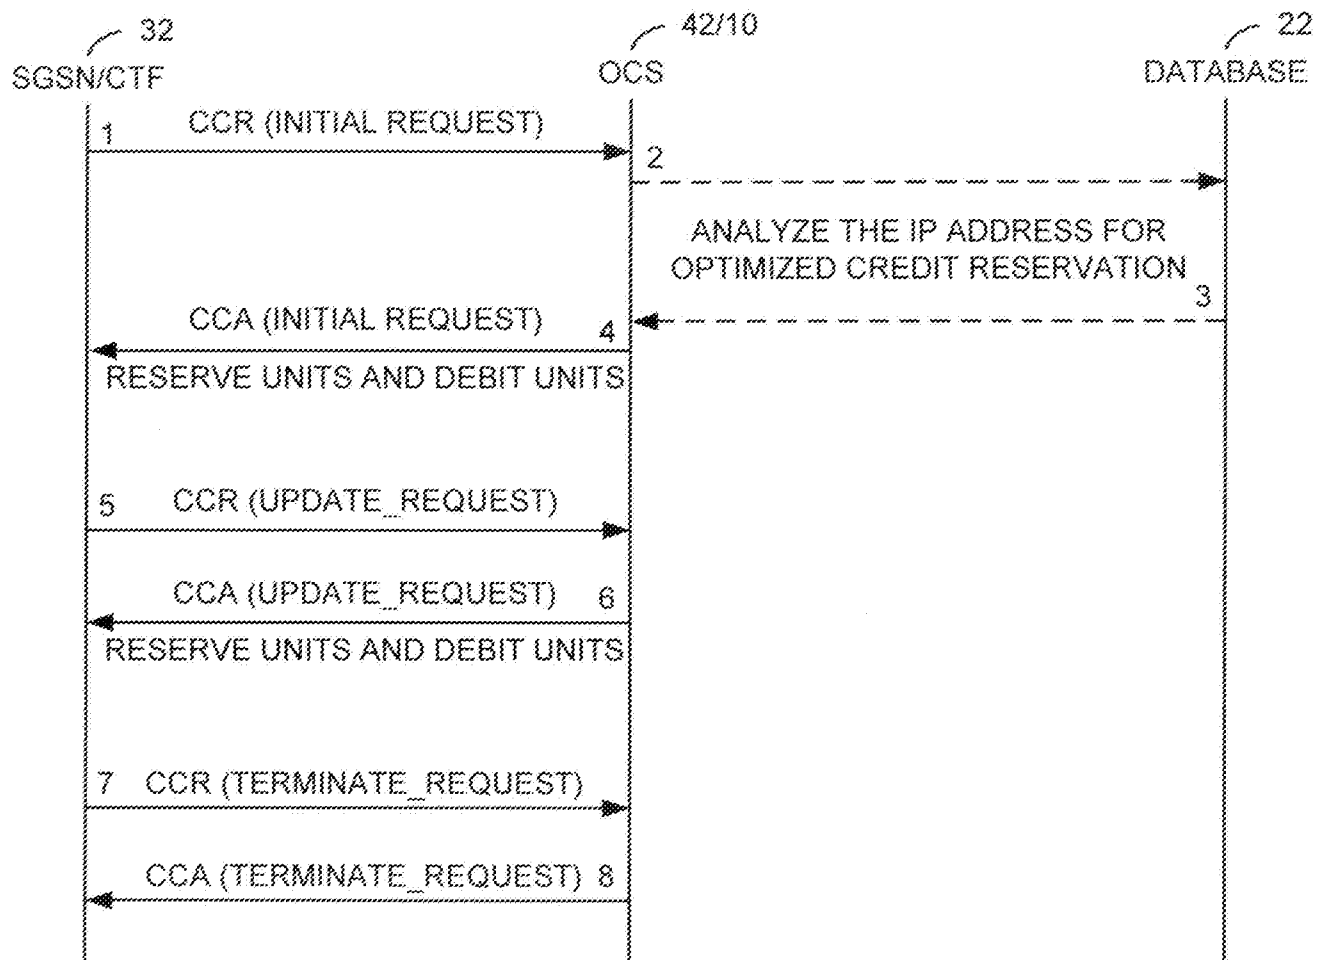 32
42/10
22
SGSN/CTF
OCS
DATABASE
1
CCR (INITIAL REQUEST)
2
ANALYZE THE IP ADDRESS FOR
OPTIMIZED CREDIT RESERVATION
3
CCA (INITIAL REQUEST)
4
RESERVE UNITS AND DEBIT UNITS
5
CCR (UPDATE_REQUEST)
CCA (UPDATE_REQUEST)
6
RESERVE UNITS AND DEBIT UNITS
7
CCR (TERMINATE_REQUEST)
CCA (TERMINATE_REQUEST)
8